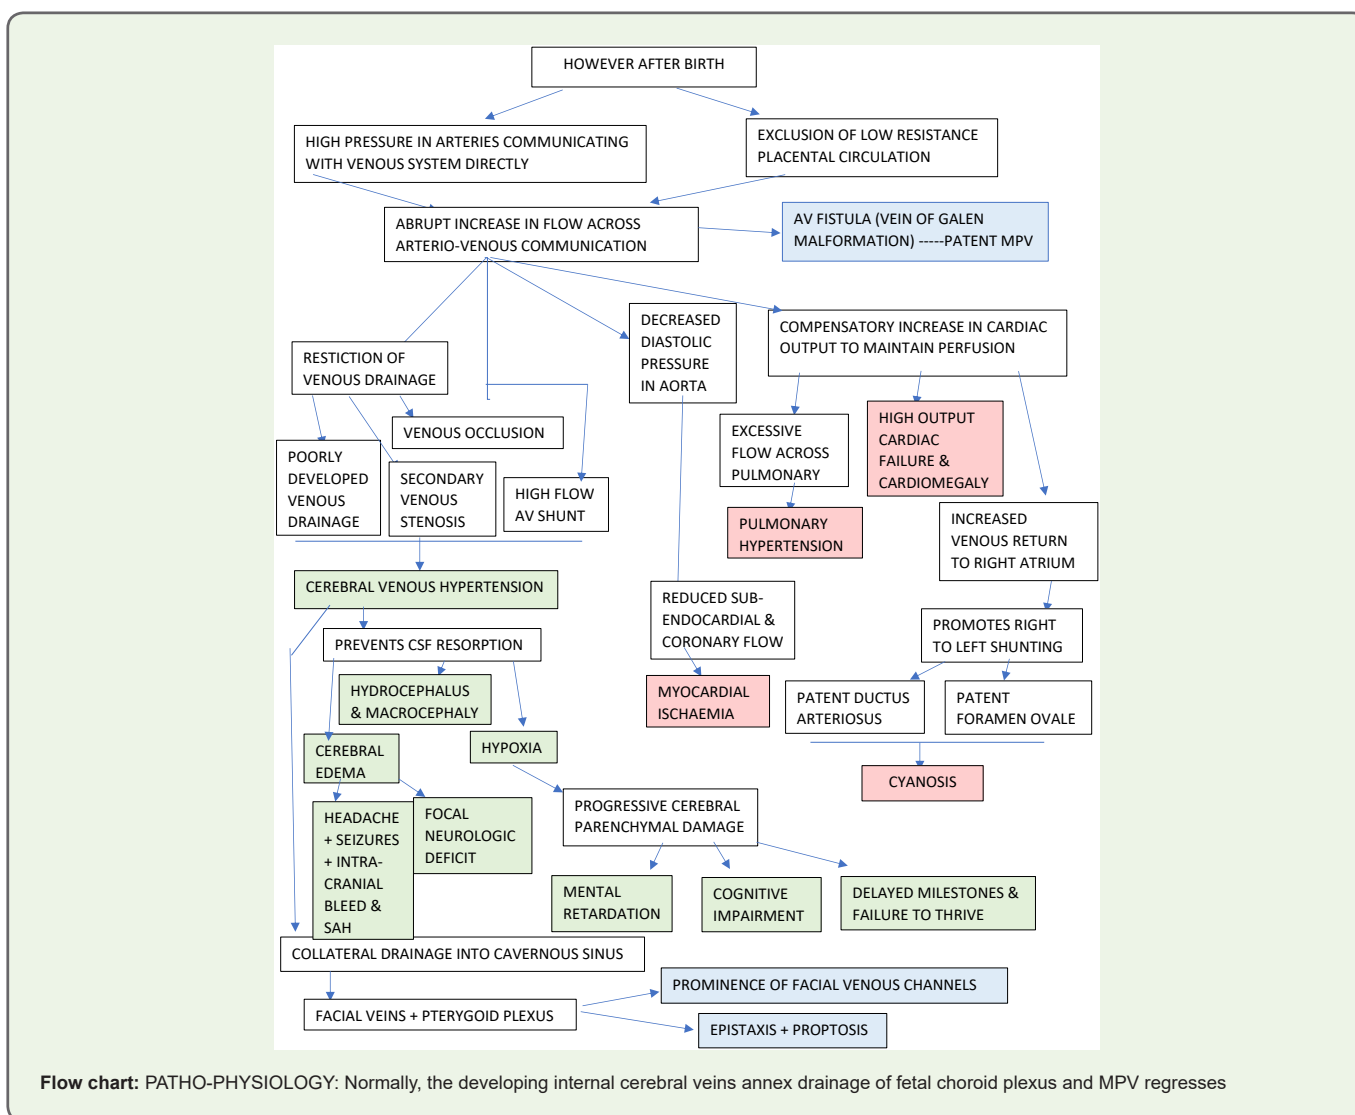 HOWEVER AFTER BIRTH
HIGH PRESSURE IN ARTERIES COMMUNICATING
WITH VENOUS SYSTEM DIRECTLY
EXCLUSION OF LOW RESISTANCE
PLACENTAL CIRCULATION
ABRUPT INCREASE IN FLOW ACROSS
ARTERIO-VENOUS COMMUNICATION
AV FISTULA (VEIN OF GALEN
MALFORMATION) -----PATENT MPV
RESTICTION OF
VENOUS DRAINAGE
DECREASED
DIASTOLIC
PRESSURE
IN AORTA
COMPENSATORY INCREASE IN CARDIAC
OUTPUT TO MAINTAIN PERFUSION
VENOUS OCCLUSION
POORLY
DEVELOPED
VENOUS
DRAINAGE
SECONDARY
VENOUS
STENOSIS
HIGH FLOW
AV SHUNT
EXCESSIVE
FLOW ACROSS
PULMONARY
HIGH OUTPUT
CARDIAC
FAILURE &
CARDIOMEGALY
PULMONARY
HYPERTENSION
INCREASED
VENOUS RETURN
TO RIGHT ATRIUM
CEREBRAL VENOUS HYPERTENSION
REDUCED SUB-
ENDOCARDIAL &
CORONARY FLOW
PROMOTES RIGHT
TO LEFT SHUNTING
PREVENTS CSF RESORPTION
HYDROCEPHALUS
& MACROCEPHALY
MYOCARDIAL
ISCHAEMIA
PATENT DUCTUS
ARTERIOSUS
PATENT
FORAMEN OVALE
CEREBRAL
EDEMA
HYPOXIA
CYANOSIS
HEADACHE
+ SEIZURES
+ INTRA-
CRANIAL
BLEED &
SAH
FOCAL
NEUROLOGIC
DEFICIT
PROGRESSIVE CEREBRAL
PARENCHYMAL DAMAGE
MENTAL
RETARDATION
COGNITIVE
IMPAIRMENT
DELAYED MILESTONES &
FAILURE TO THRIVE
COLLATERAL DRAINAGE INTO CAVERNOUS SINUS
FACIAL VEINS + PTERYGOID PLEXUS
PROMINENCE OF FACIAL VENOUS CHANNELS
EPISTAXIS + PROPTOSIS
Flow chart: PATHO-PHYSIOLOGY: Normally, the developing internal cerebral veins annex drainage of fetal choroid plexus and MPV regresses